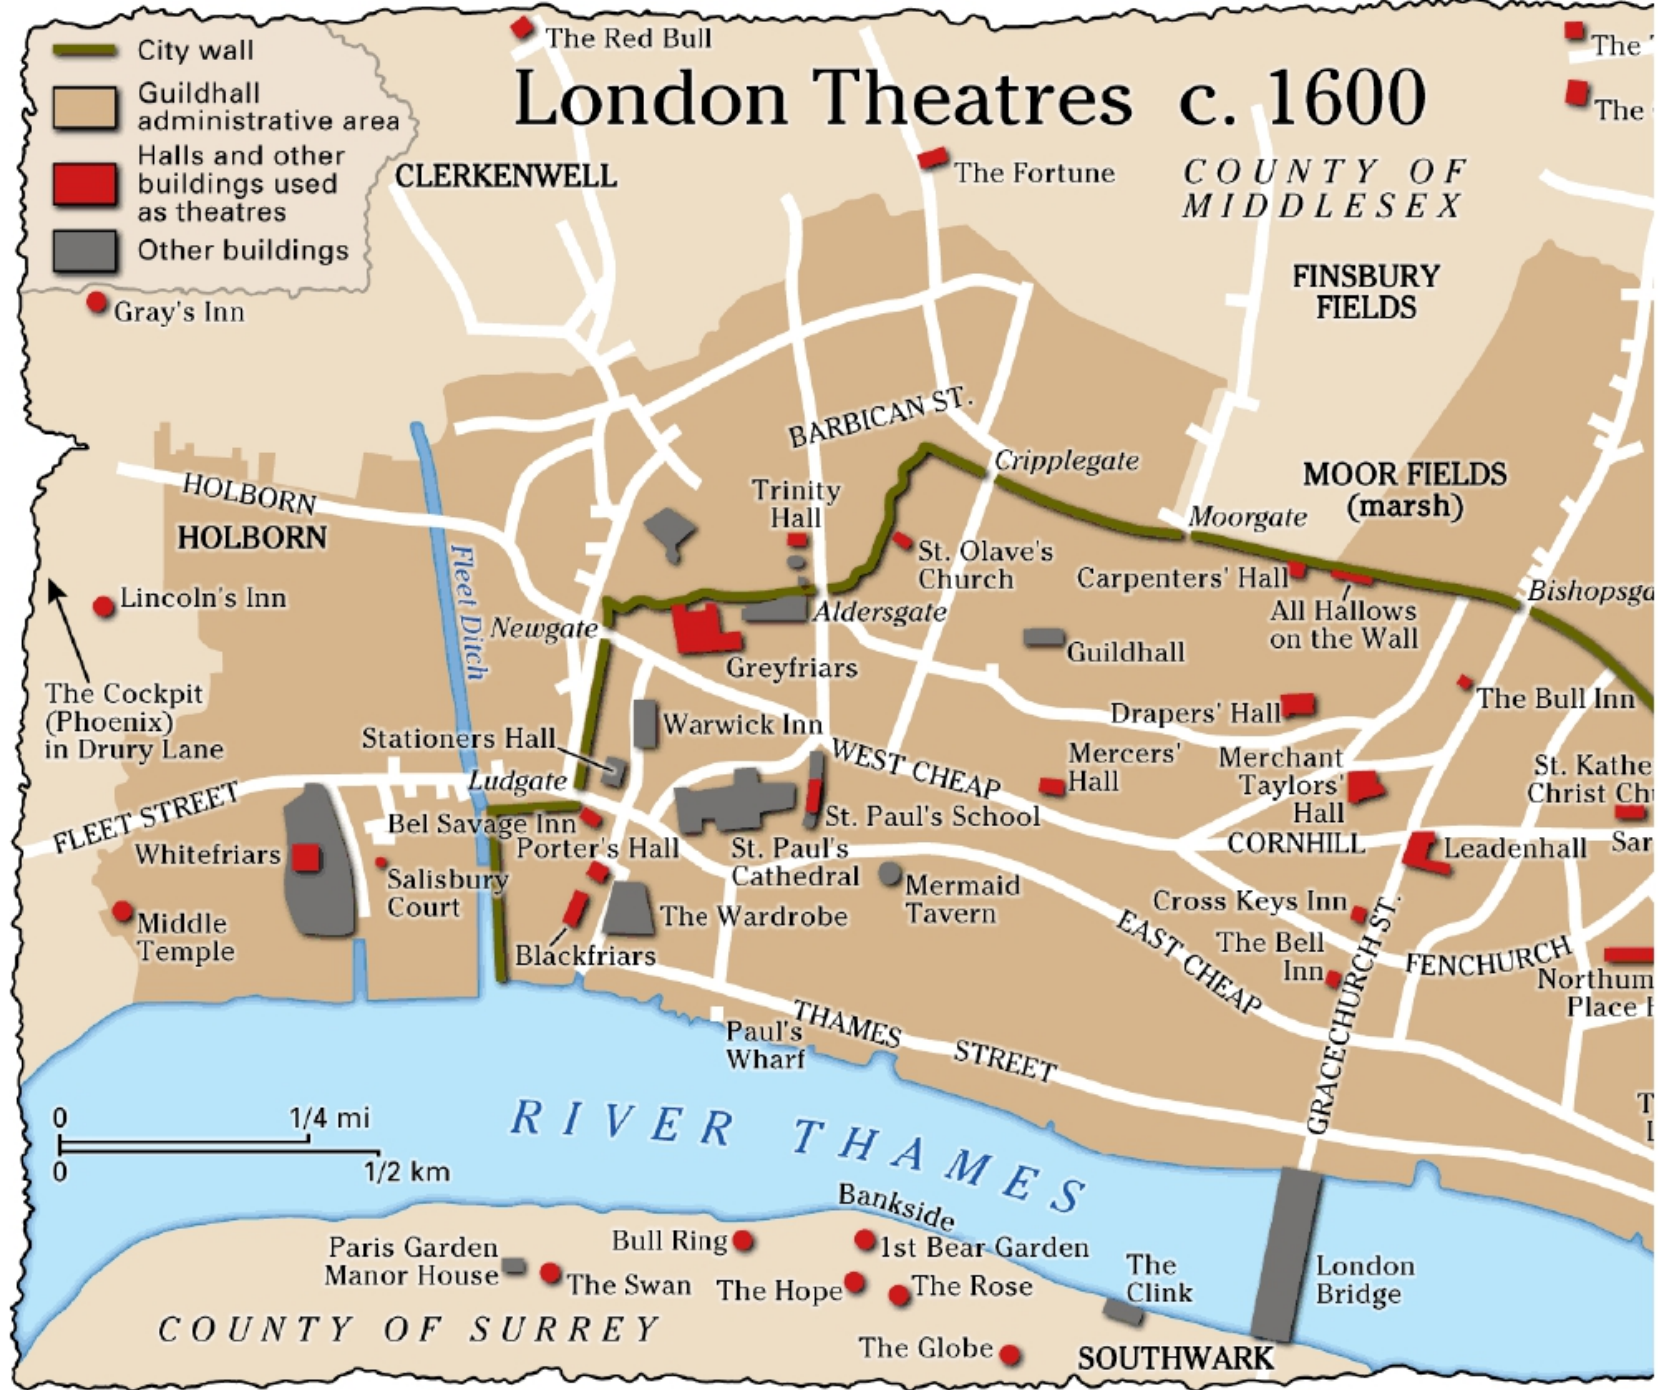 City wall
Guildhall
administrative area
Halls and other
buildings used
as theatres
Other buildings
London Theatres c. 1600
The Red Bull
The
The
CLERKENWELL
The Fortune
COUNTY OF
MIDDLESEX
FINSBURY
FIELDS
Gray's Inn
BARBICAN ST.
Cripplegate
MOOR FIELDS
(marsh)
HOLBORN
HOLBORN
Trinity
Hall
Moorgate
Fleet Ditch
St. Olave's
Church
Carpenters' Hall
All Hallows
on the Wall
Bishopsga
Lincoln's Inn
Newgate
Aldersgate
Guildhall
Greyfriars
The Cockpit
(Phoenix)
in Drury Lane
The Bull Inn
Drapers' Hall
Stationers Hall
Warwick Inn
WEST CHEAP
Mercers'
Hall
Merchant
Taylors'
Hall
St. Kathe
Christ Ch
Ludgate
FLEET STREET
Bel Savage Inn
St. Paul's School
CORNHILL
Leadenhall
Sar
Whitefriars
Porter's Hall
St. Paul's
Cathedral
Salisbury
Court
Mermaid
Tavern
Cross Keys Inn
Middle
Temple
The Wardrobe
EAST CHEAP
The Bell
Inn
GRACECHURCH ST.
FENCHURCH
Blackfriars
Northum
Place
THAMES STREET
Paul's
Wharf
0 1/4 mi
0 1/2 km
RIVER THAMES
T
L
Bankside
Paris Garden
Manor House
Bull Ring
1st Bear Garden
The Swan
The Hope
The Rose
The
Clink
London
Bridge
COUNTY OF SURREY
The Globe
SOUTHWARK